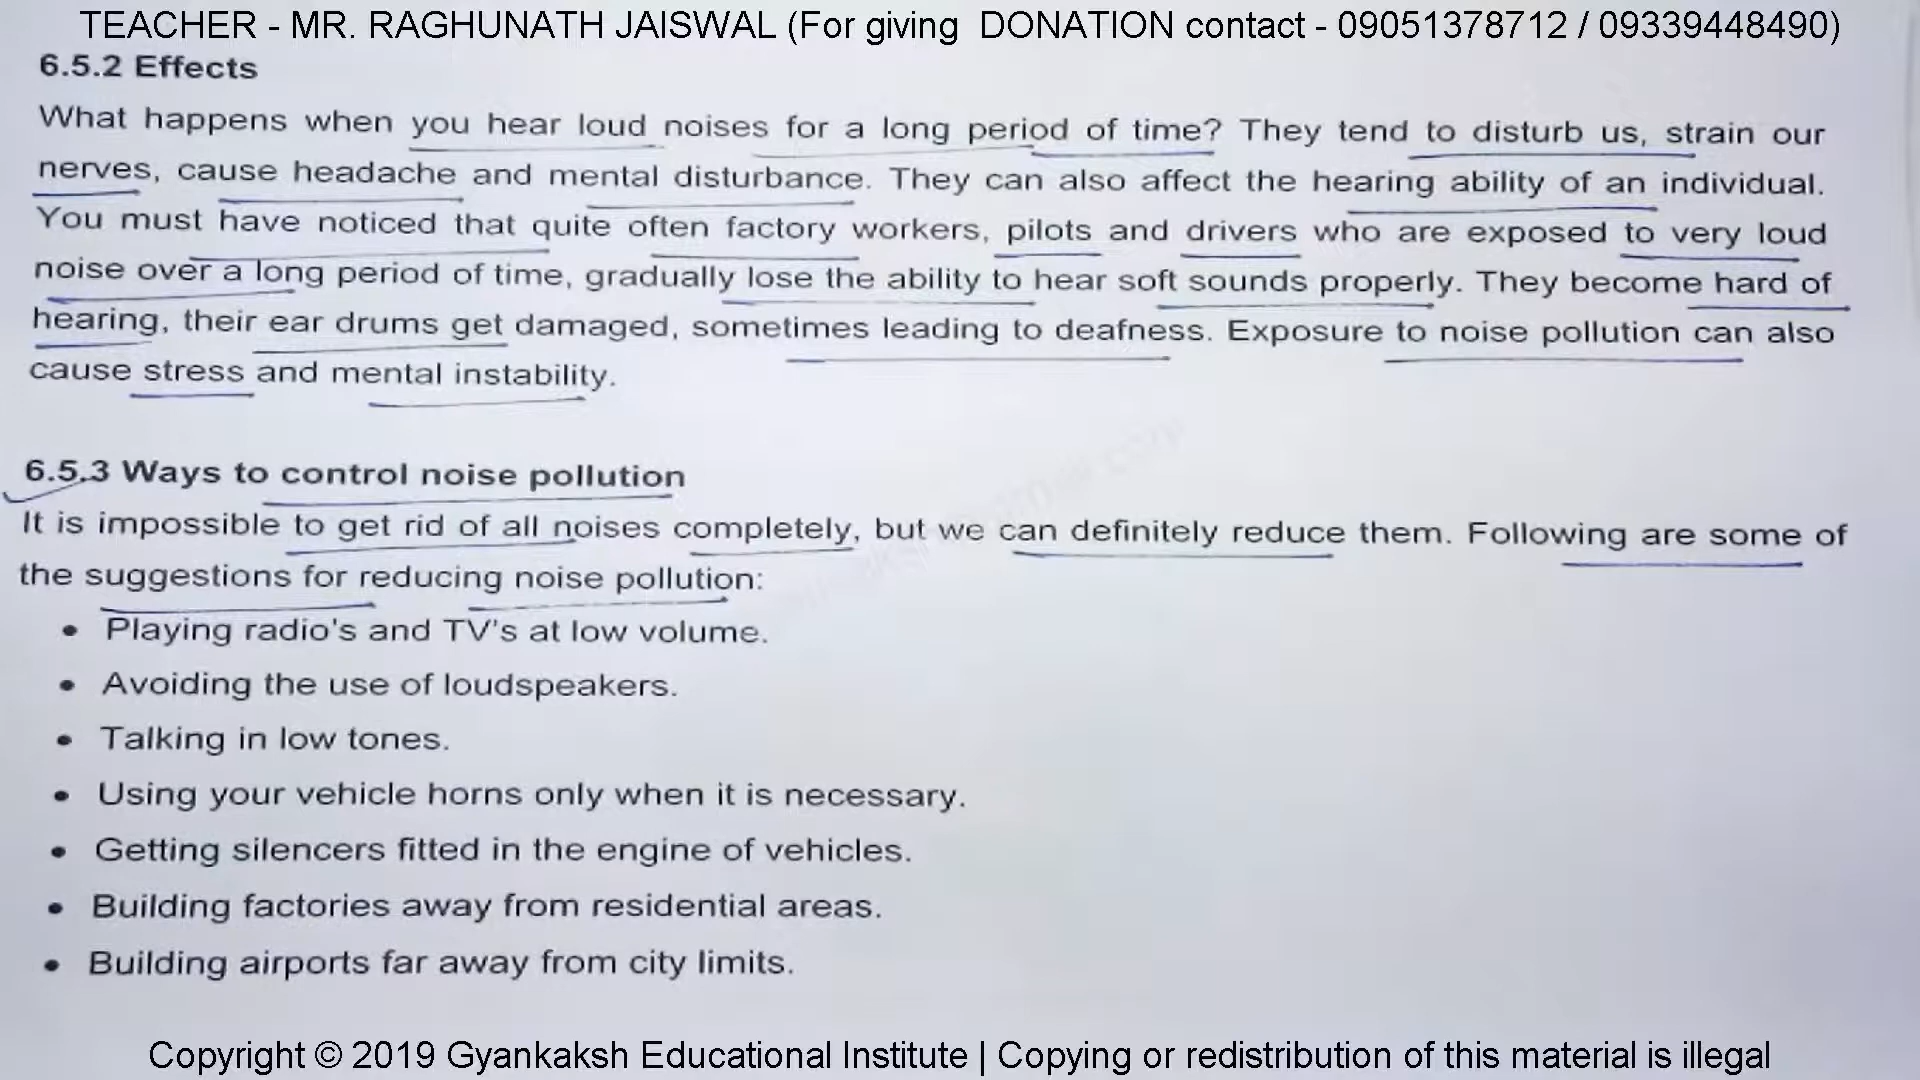 TEACHER - MR. RAGHUNATH JAISWAL (For giving  DONATION contact - 09051378712 / 09339448490)
6.5.2 Effects
What happens when you hear loud noises for a long period of time? They tend to disturb us, strain our
nerves, cause headache and mental disturbance. They can also affect the hearing ability of an individual.
You must have noticed that quite often factory workers, pilots and drivers who are exposed to very loud
noise over a long period of time, gradually lose the ability to hear soft sounds properly. They become hard of
hearing, their ear drums get damaged, sometimes leading to deafness. Exposure to noise pollution can also
cause stress and mental instability.
6.5.3 Ways to control noise pollution
It is impossible to get rid of all noises completely, but we can definitely reduce them. Following are some of
the suggestions for reducing noise pollution:
• Playing radio's and TV's at low volume.
• Avoiding the use of loudspeakers.
• Talking in low tones.
• Using your vehicle horns only when it is necessary.
• Getting silencers fitted in the engine of vehicles.
• Building factories away from residential areas.
• Building airports far away from city limits.
Copyright © 2019 Gyankaksh Educational Institute | Copying or redistribution of this material is illegal